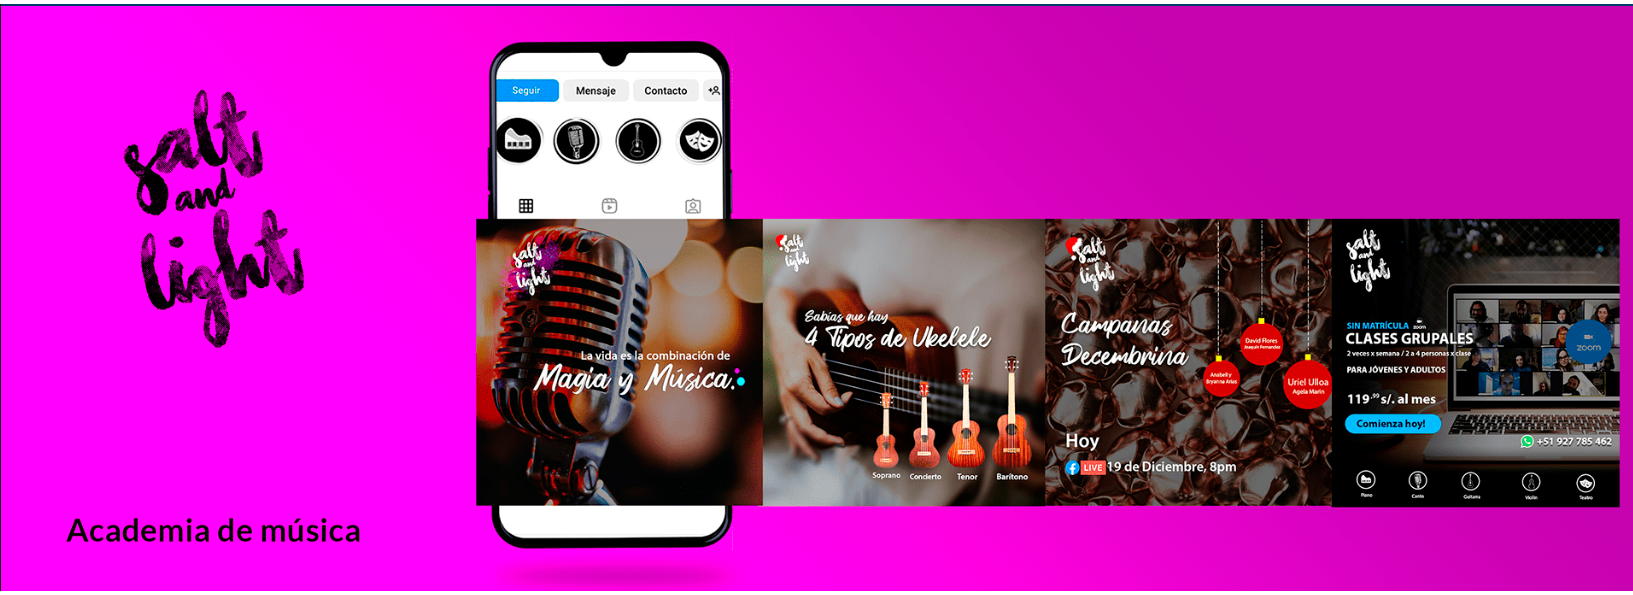 salt
and
light
Academia de música
Seguir
Mensaje
Contacto
salt
and
light
La vida es la combinación de
Magia y Música.
salt
and
light
Sabías que hay
4 Tipos de Ukelele
Soprano
Concierto
Tenor
Barítono
salt
and
light
Campanas
Decembrina
Anabell y
Bryanna Arias
David Flores
Joaquin Fernandez
Uriel Ulloa
Agela Marin
Hoy
LIVE 19 de Diciembre, 8pm
salt
and
light
SIN MATRÍCULA zoom
CLASES GRUPALES
2 veces x semana / 2 a 4 personas x clase
PARA JÓVENES Y ADULTOS
zoom
119.99 s/. al mes
Comienza hoy!
+51 927 785 462
Piano
Canto
Guitarra
Violín
Teatro